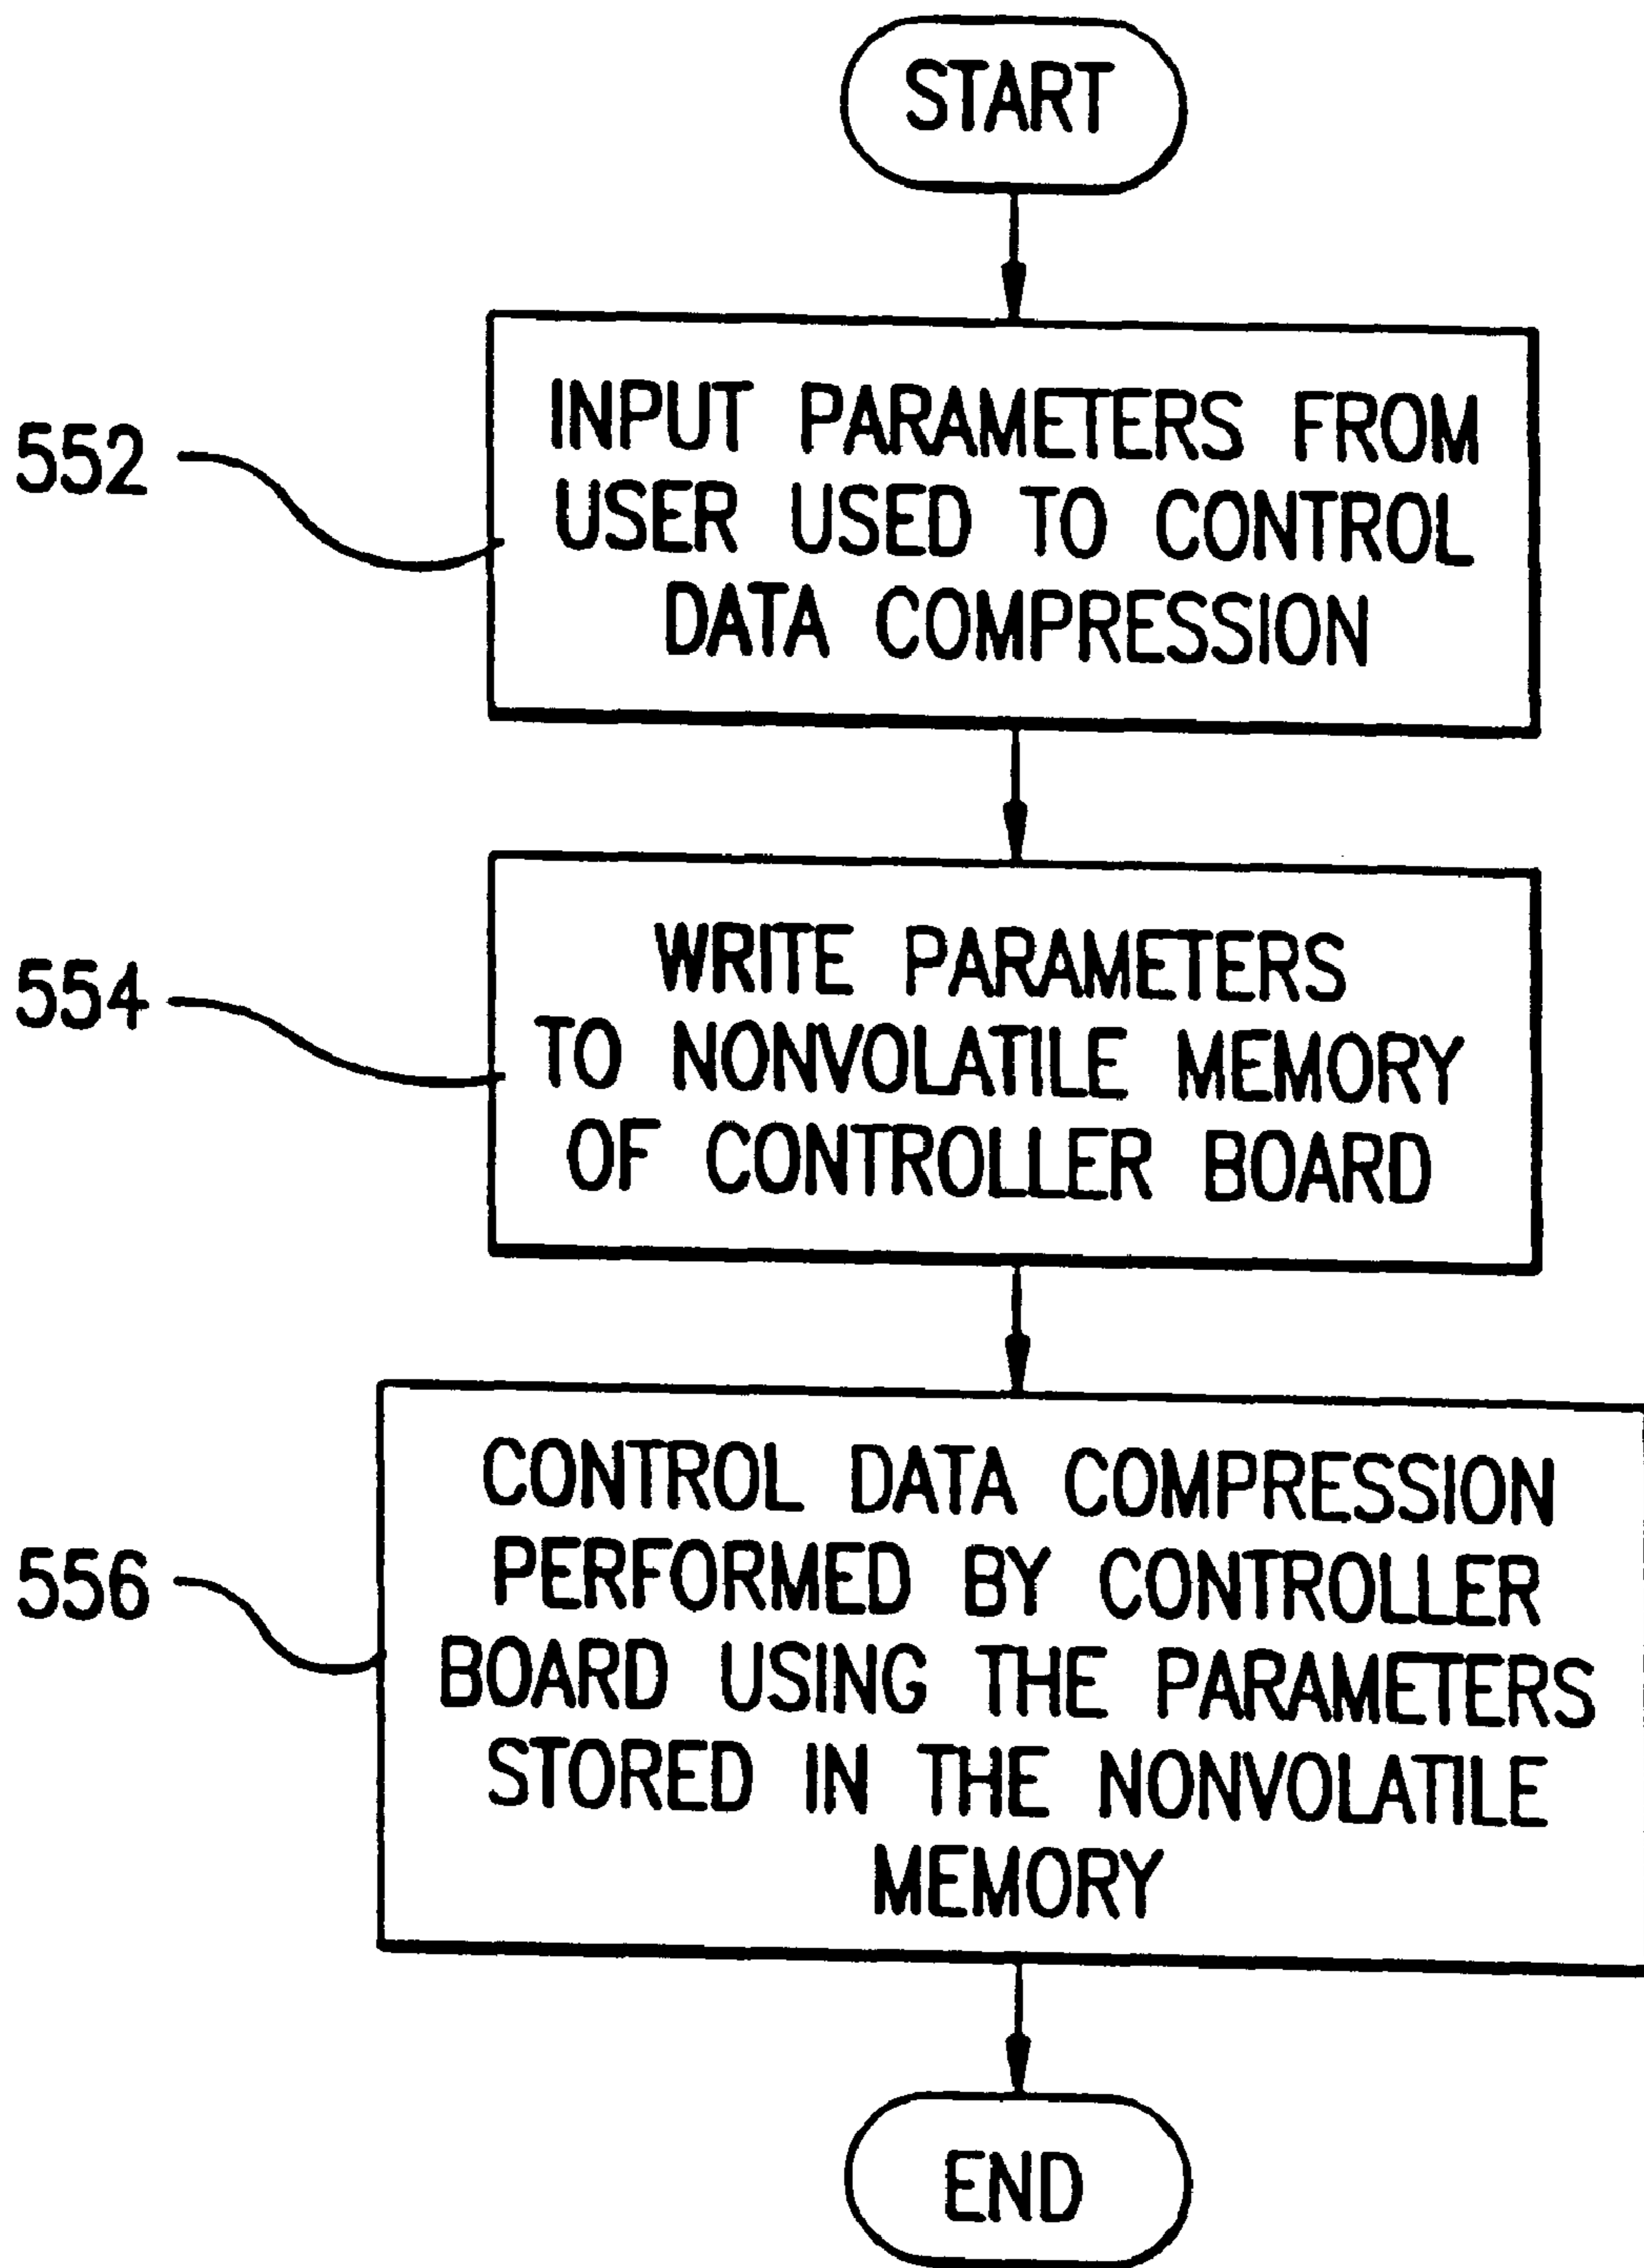 START
552
INPUT PARAMETERS FROM
USER USED TO CONTROL
DATA COMPRESSION
554
WRITE PARAMETERS
TO NONVOLATILE MEMORY
OF CONTROLLER BOARD
556
CONTROL DATA COMPRESSION
PERFORMED BY CONTROLLER
BOARD USING THE PARAMETERS
STORED IN THE NONVOLATILE
MEMORY
END